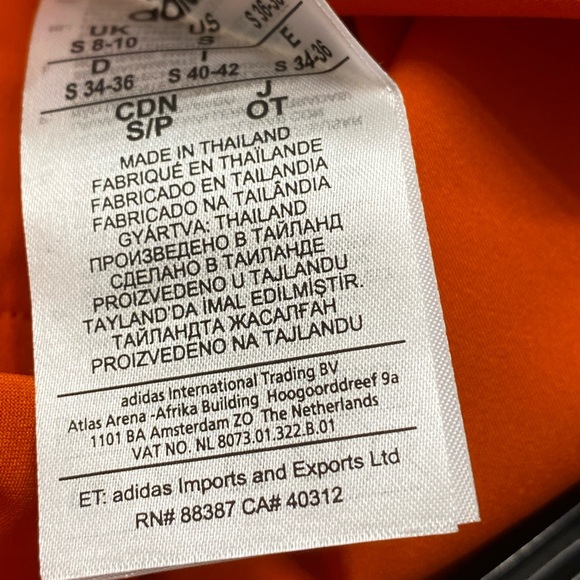 UK S 8-10
US S
D S 34-36
I S 40-42
E S 34-36
CDN S/P
J OT
MADE IN THAILAND
FABRIQUÉ EN THAÏLANDE
FABRICADO EN TAILANDIA
FABRICADO NA TAILÂNDIA
GYÁRTVA: THAILAND
ПРОИЗВЕДЕНО В ТАЙЛАНД
СДЕЛАНО В ТАИЛАНДЕ
PROIZVEDENO U TAJLANDU
TAYLAND'DA İMAL EDİLMİŞTİR.
ТАЙЛАНДТА ЖАСАЛҒАН
PROIZVEDENO NA TAJLANDU
adidas International Trading BV
Atlas Arena -Afrika Building Hoogoorddreef 9a
1101 BA Amsterdam ZO The Netherlands
VAT NO. NL 8073.01.322.B.01
ET: adidas Imports and Exports Ltd
RN# 88387 CA# 40312